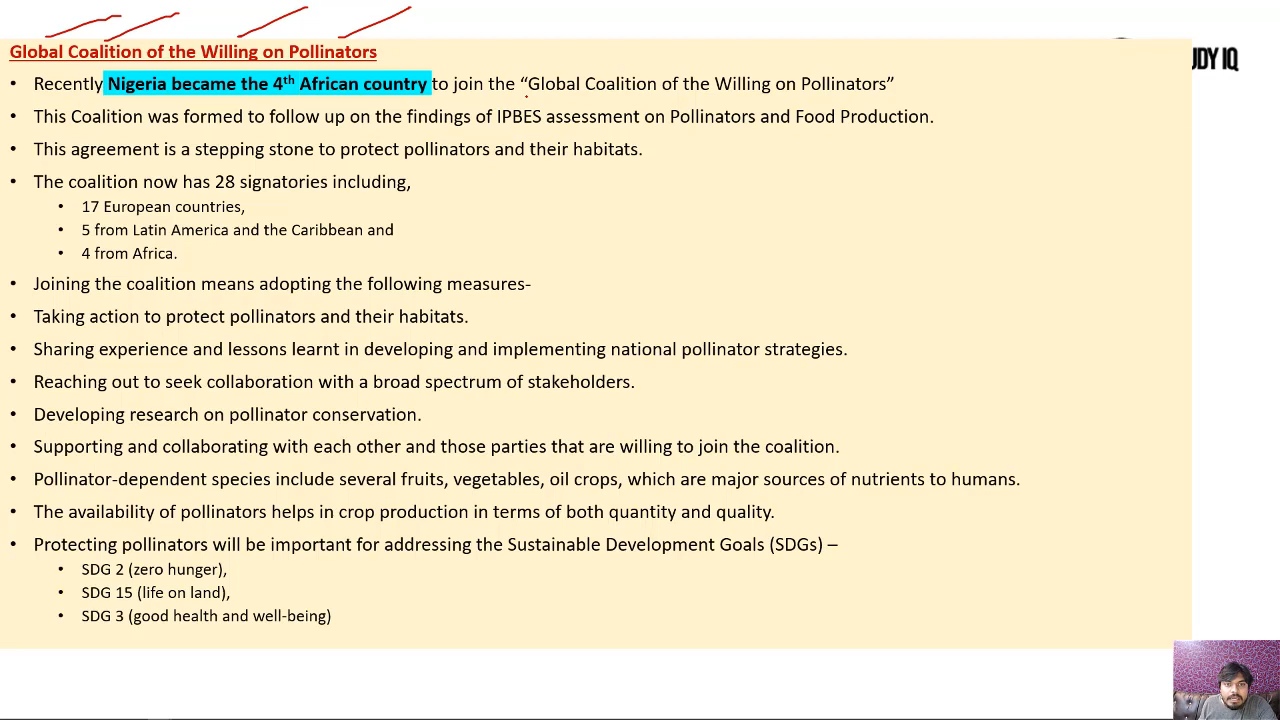 Global Coalition of the Willing on Pollinators
UDY IQ
• Recently Nigeria became the 4th African country to join the “Global Coalition of the Willing on Pollinators”
• This Coalition was formed to follow up on the findings of IPBES assessment on Pollinators and Food Production.
• This agreement is a stepping stone to protect pollinators and their habitats.
• The coalition now has 28 signatories including,
• 17 European countries,
• 5 from Latin America and the Caribbean and
• 4 from Africa.
• Joining the coalition means adopting the following measures-
• Taking action to protect pollinators and their habitats.
• Sharing experience and lessons learnt in developing and implementing national pollinator strategies.
• Reaching out to seek collaboration with a broad spectrum of stakeholders.
• Developing research on pollinator conservation.
• Supporting and collaborating with each other and those parties that are willing to join the coalition.
• Pollinator-dependent species include several fruits, vegetables, oil crops, which are major sources of nutrients to humans.
• The availability of pollinators helps in crop production in terms of both quantity and quality.
• Protecting pollinators will be important for addressing the Sustainable Development Goals (SDGs) –
• SDG 2 (zero hunger),
• SDG 15 (life on land),
• SDG 3 (good health and well-being)